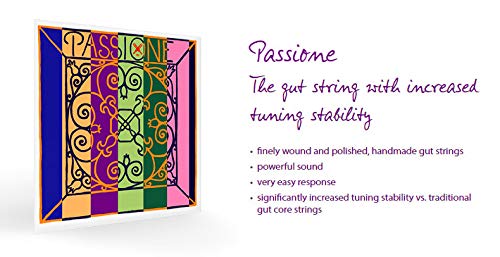 PASSIONE
Passione
The gut string with increased
tuning stability
• finely wound and polished, handmade gut strings
• powerful sound
• very easy response
• significantly increased tuning stability vs. traditional
gut core strings